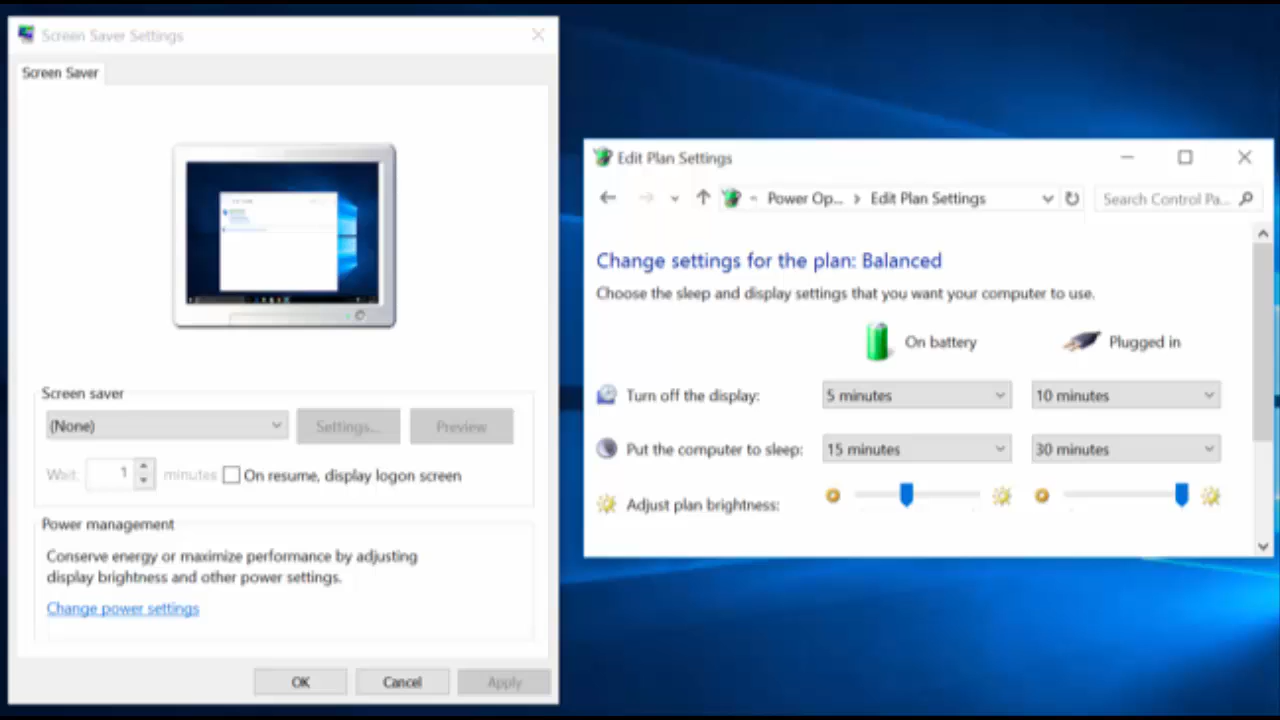 Screen Saver Settings
Screen Saver
Screen saver
(None)
Settings...
Preview
Wait: 1 minutes On resume, display logon screen
Power management
Conserve energy or maximize performance by adjusting
display brightness and other power settings.
Change power settings
OK Cancel Apply
Edit Plan Settings
« Power Op... > Edit Plan Settings
Search Control Pa...
Change settings for the plan: Balanced
Choose the sleep and display settings that you want your computer to use.
On battery Plugged in
Turn off the display: 5 minutes 10 minutes
Put the computer to sleep: 15 minutes 30 minutes
Adjust plan brightness: